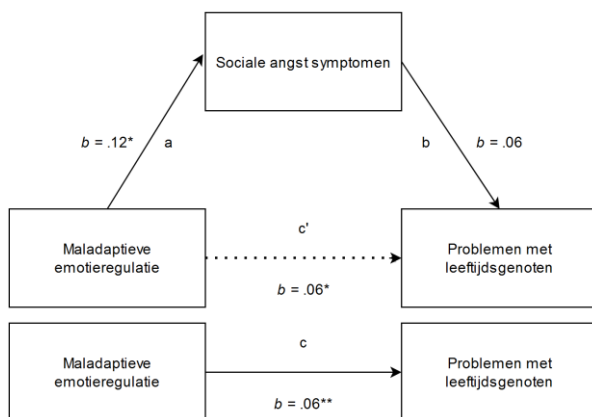 Sociale angst symptomen
b = .12*
a
b
b = .06
Maladaptieve
emotieregulatie
c'
b = .06*
Problemen met
leeftijdsgenoten
Maladaptieve
emotieregulatie
c
b = .06**
Problemen met
leeftijdsgenoten